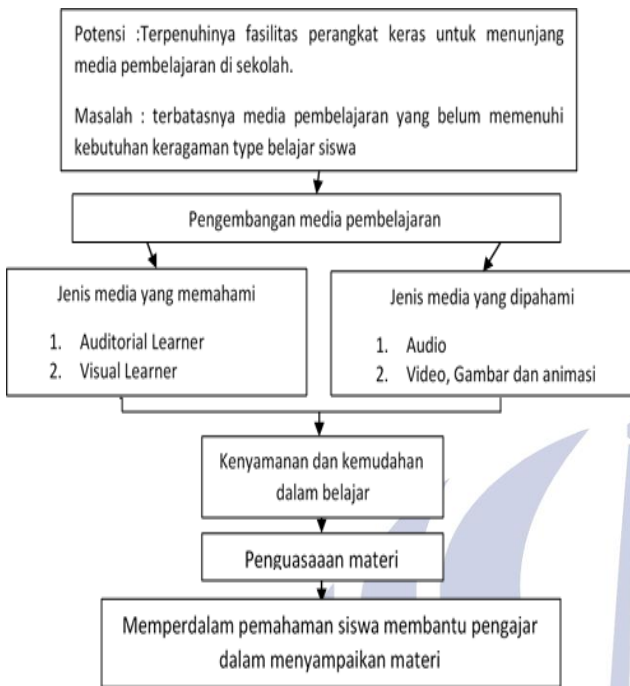 Potensi :Terpenuhinya fasilitas perangkat keras untuk menunjang
media pembelajaran di sekolah.
Masalah : terbatasnya media pembelajaran yang belum memenuhi
kebutuhan keragaman type belajar siswa
Pengembangan media pembelajaran
Jenis media yang memahami
1. Auditorial Learner
2. Visual Learner
Jenis media yang dipahami
1. Audio
2. Video, Gambar dan animasi
Kenyamanan dan kemudahan
dalam belajar
Penguasaaan materi
Memperdalam pemahaman siswa membantu pengajar
dalam menyampaikan materi